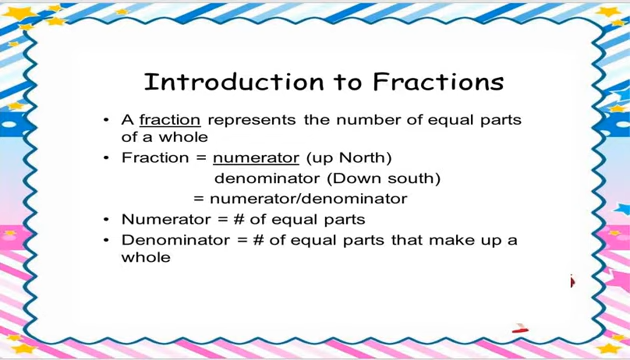 Introduction to Fractions
• A fraction represents the number of equal parts
of a whole
• Fraction = numerator (up North)
denominator (Down south)
= numerator/denominator
• Numerator = # of equal parts
• Denominator = # of equal parts that make up a
whole